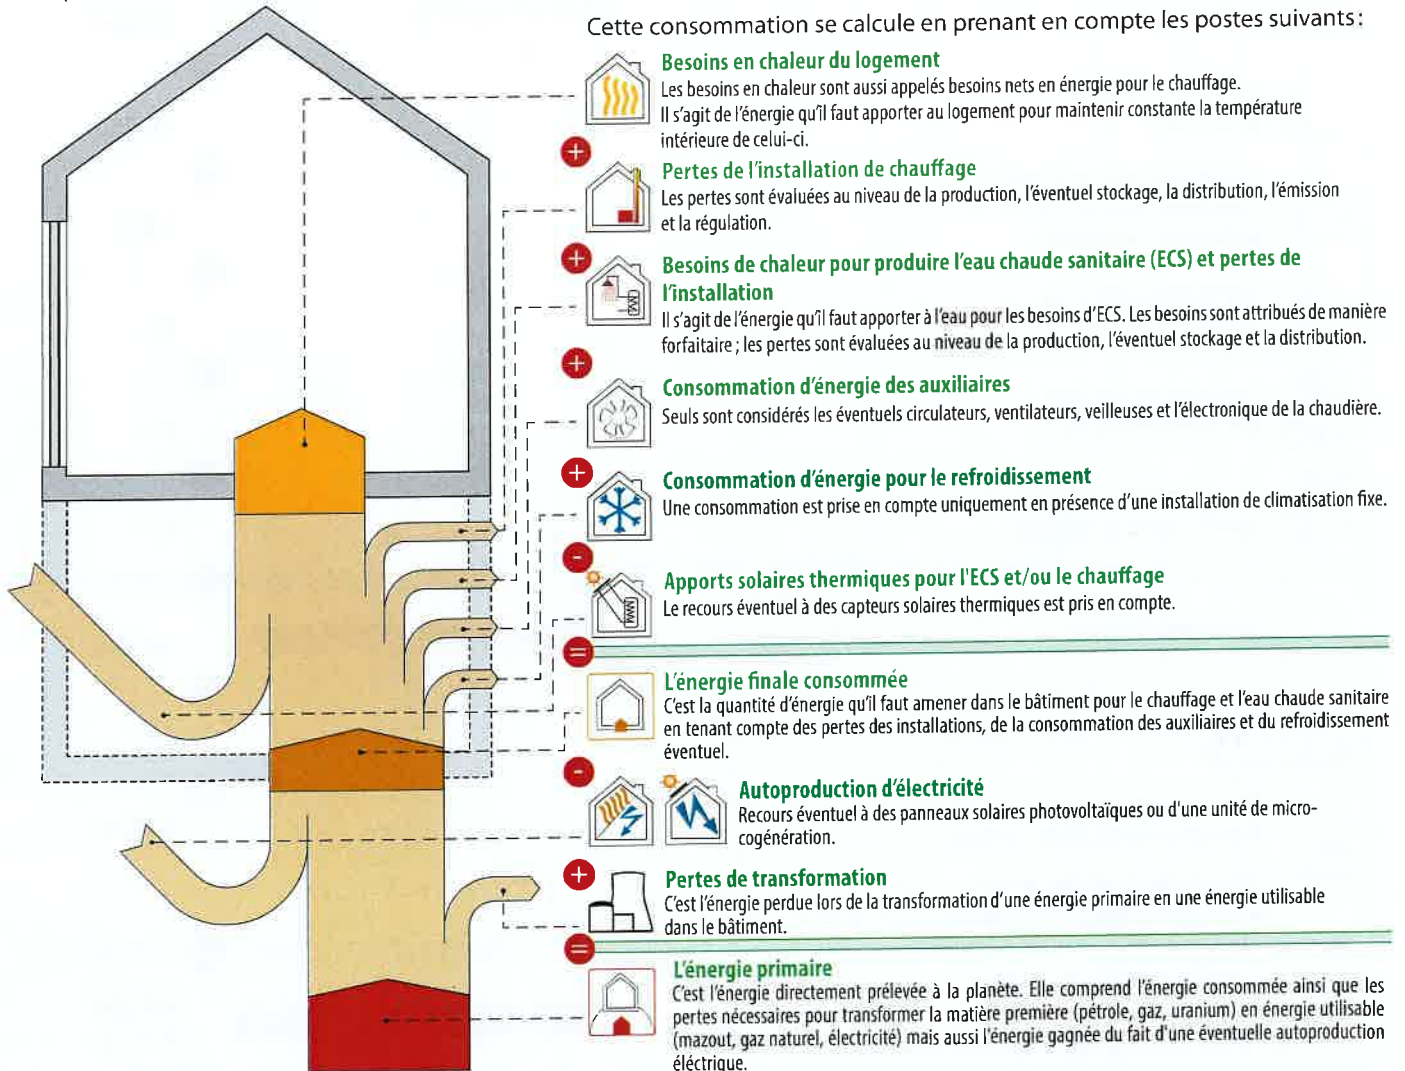 Cette consommation se calcule en prenant en compte les postes suivants:
Besoins en chaleur du logement
Les besoins en chaleur sont aussi appelés besoins nets en énergie pour le chauffage.
Il s'agit de l'énergie qu'il faut apporter au logement pour maintenir constante la température
intérieure de celui-ci.
+
Pertes de l'installation de chauffage
Les pertes sont évaluées au niveau de la production, l'éventuel stockage, la distribution, l'émission
et la régulation.
+
Besoins de chaleur pour produire l'eau chaude sanitaire (ECS) et pertes de
l'installation
Il s'agit de l'énergie qu'il faut apporter à l'eau pour les besoins d'ECS. Les besoins sont attribués de manière
forfaitaire ; les pertes sont évaluées au niveau de la production, l'éventuel stockage et la distribution.
+
Consommation d'énergie des auxiliaires
Seuls sont considérés les éventuels circulateurs, ventilateurs, veilleuses et l'électronique de la chaudière.
+
Consommation d'énergie pour le refroidissement
Une consommation est prise en compte uniquement en présence d'une installation de climatisation fixe.
-
Apports solaires thermiques pour l'ECS et/ou le chauffage
Le recours éventuel à des capteurs solaires thermiques est pris en compte.
=
L'énergie finale consommée
C'est la quantité d'énergie qu'il faut amener dans le bâtiment pour le chauffage et l'eau chaude sanitaire
en tenant compte des pertes des installations, de la consommation des auxiliaires et du refroidissement
éventuel.
-
Autoproduction d'électricité
Recours éventuel à des panneaux solaires photovoltaïques ou d'une unité de micro-
cogénération.
+
Pertes de transformation
C'est l'énergie perdue lors de la transformation d'une énergie primaire en une énergie utilisable
dans le bâtiment.
=
L'énergie primaire
C'est l'énergie directement prélevée à la planète. Elle comprend l'énergie consommée ainsi que les
pertes nécessaires pour transformer la matière première (pétrole, gaz, uranium) en énergie utilisable
(mazout, gaz naturel, électricité) mais aussi l'énergie gagnée du fait d'une éventuelle autoproduction
éléctrique.